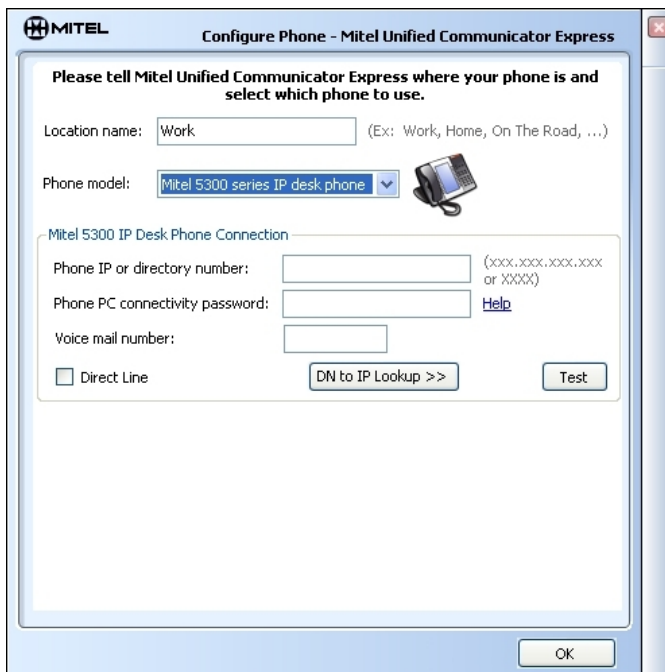 MITEL
Configure Phone - Mitel Unified Communicator Express
Please tell Mitel Unified Communicator Express where your phone is and
select which phone to use.
Location name: Work (Ex: Work, Home, On The Road, ...)
Phone model: Mitel 5300 series IP desk phone
Mitel 5300 IP Desk Phone Connection
Phone IP or directory number: (xxx.xxx.xxx.xxx
or XXXX)
Phone PC connectivity password: Help
Voice mail number:
Direct Line DN to IP Lookup >> Test
OK